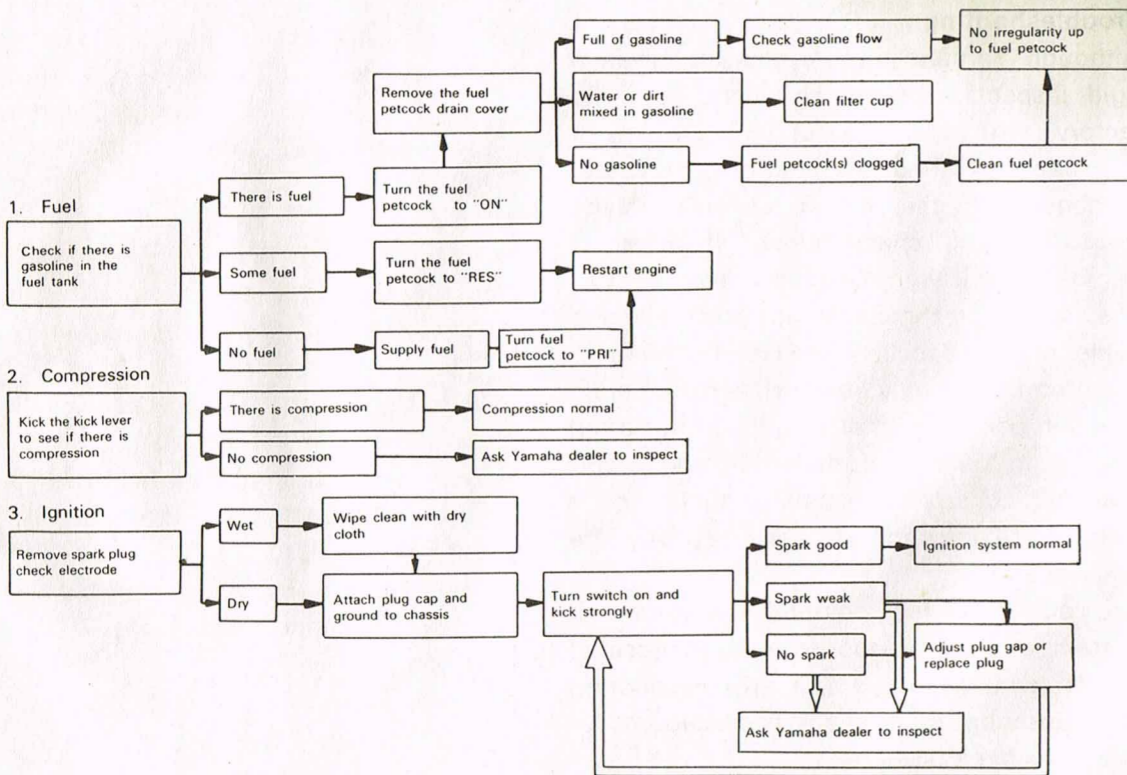 Full of gasoline
Check gasoline flow
No irregularity up
to fuel petcock
Remove the fuel
petcock drain cover
Water or dirt
mixed in gasoline
Clean filter cup
No gasoline
Fuel petcock(s) clogged
Clean fuel petcock
1. Fuel
There is fuel
Turn the fuel
petcock to "ON"
Check if there is
gasoline in the
fuel tank
Some fuel
Turn the fuel
petcock to "RES"
Restart engine
No fuel
Supply fuel
Turn fuel
petcock to "PRI"
2. Compression
Kick the kick lever
to see if there is
compression
There is compression
Compression normal
No compression
Ask Yamaha dealer to inspect
3. Ignition
Remove spark plug
check electrode
Wet
Wipe clean with dry
cloth
Dry
Attach plug cap and
ground to chassis
Turn switch on and
kick strongly
Spark good
Ignition system normal
Spark weak
No spark
Adjust plug gap or
replace plug
Ask Yamaha dealer to inspect